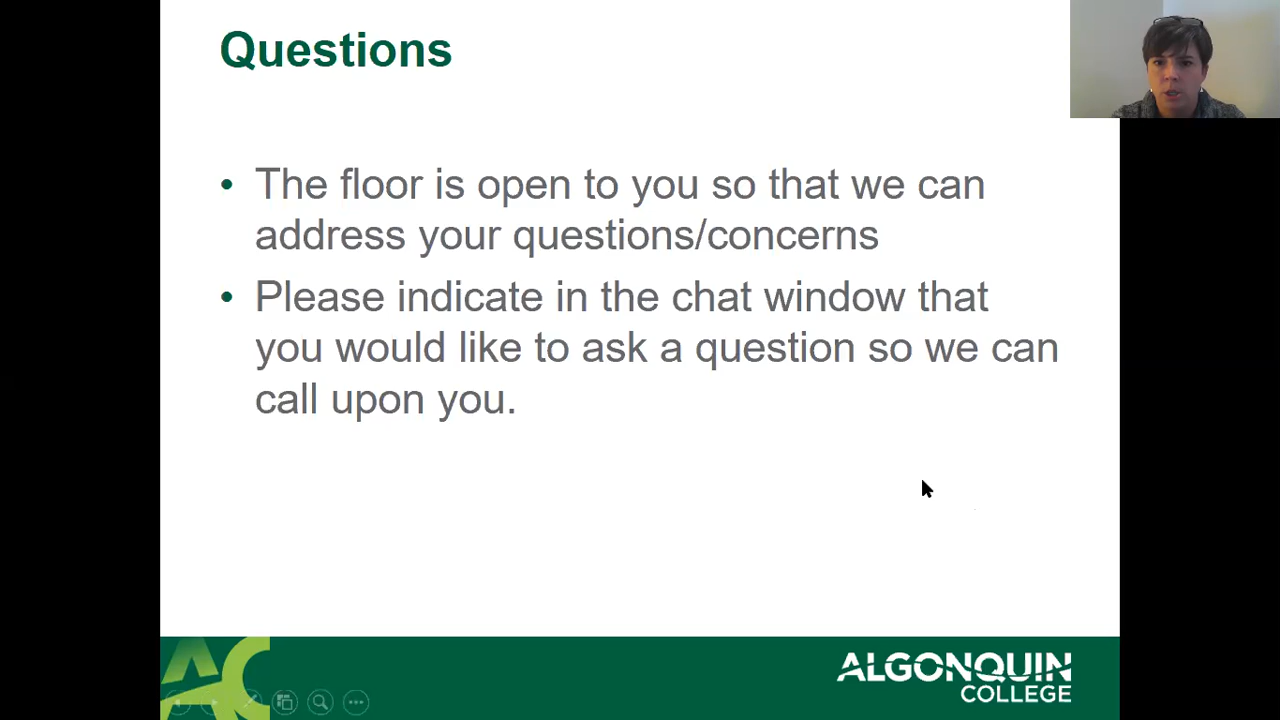 Questions
• The floor is open to you so that we can
address your questions/concerns
• Please indicate in the chat window that
you would like to ask a question so we can
call upon you.
AC
ALGONQUIN
COLLEGE